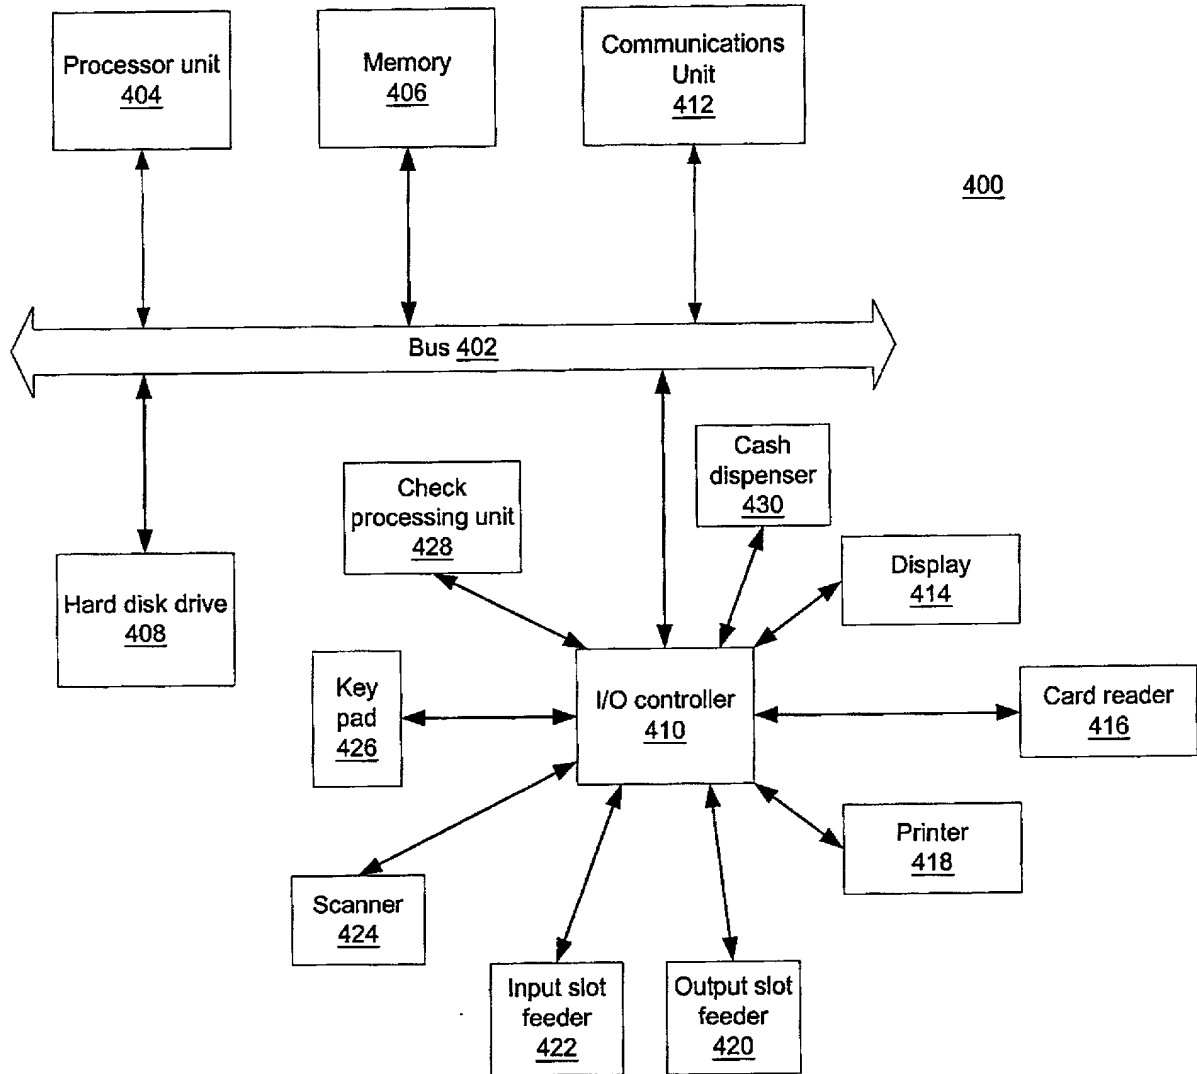 Processor unit
404
Memory
406
Communications
Unit
412
400
Bus 402
Cash
dispenser
430
Check
processing unit
428
Display
414
Hard disk drive
408
Key
pad
426
I/O controller
410
Card reader
416
Printer
418
Scanner
424
Input slot
feeder
422
Output slot
feeder
420